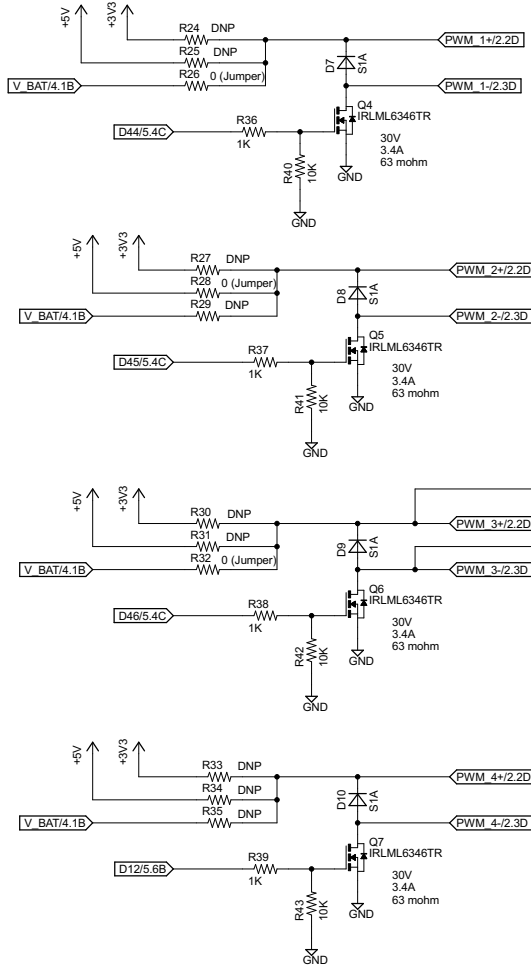 +5V
+3V3
R24 DNP
R25 DNP
R26 0 (Jumper)
V_BAT/4.1B
D7
S1A
PWM_1+/2.2D
PWM_1-/2.3D
Q4
IRLML6346TR
D44/5.4C
R36
1K
30V
3.4A
63 mohm
R40
10K
GND
GND
+5V
+3V3
R27 DNP
R28 0 (Jumper)
R29 DNP
V_BAT/4.1B
D8
S1A
PWM_2+/2.2D
PWM_2-/2.3D
Q5
IRLML6346TR
D45/5.4C
R37
1K
30V
3.4A
63 mohm
R41
10K
GND
GND
+5V
+3V3
R30 DNP
R31 DNP
R32 0 (Jumper)
V_BAT/4.1B
D9
S1A
PWM_3+/2.2D
PWM_3-/2.3D
Q6
IRLML6346TR
D46/5.4C
R38
1K
30V
3.4A
63 mohm
R42
10K
GND
GND
+5V
+3V3
R33 DNP
R34 DNP
R35 DNP
V_BAT/4.1B
D10
S1A
PWM_4+/2.2D
PWM_4-/2.3D
Q7
IRLML6346TR
D12/5.6B
R39
1K
30V
3.4A
63 mohm
R43
10K
GND
GND